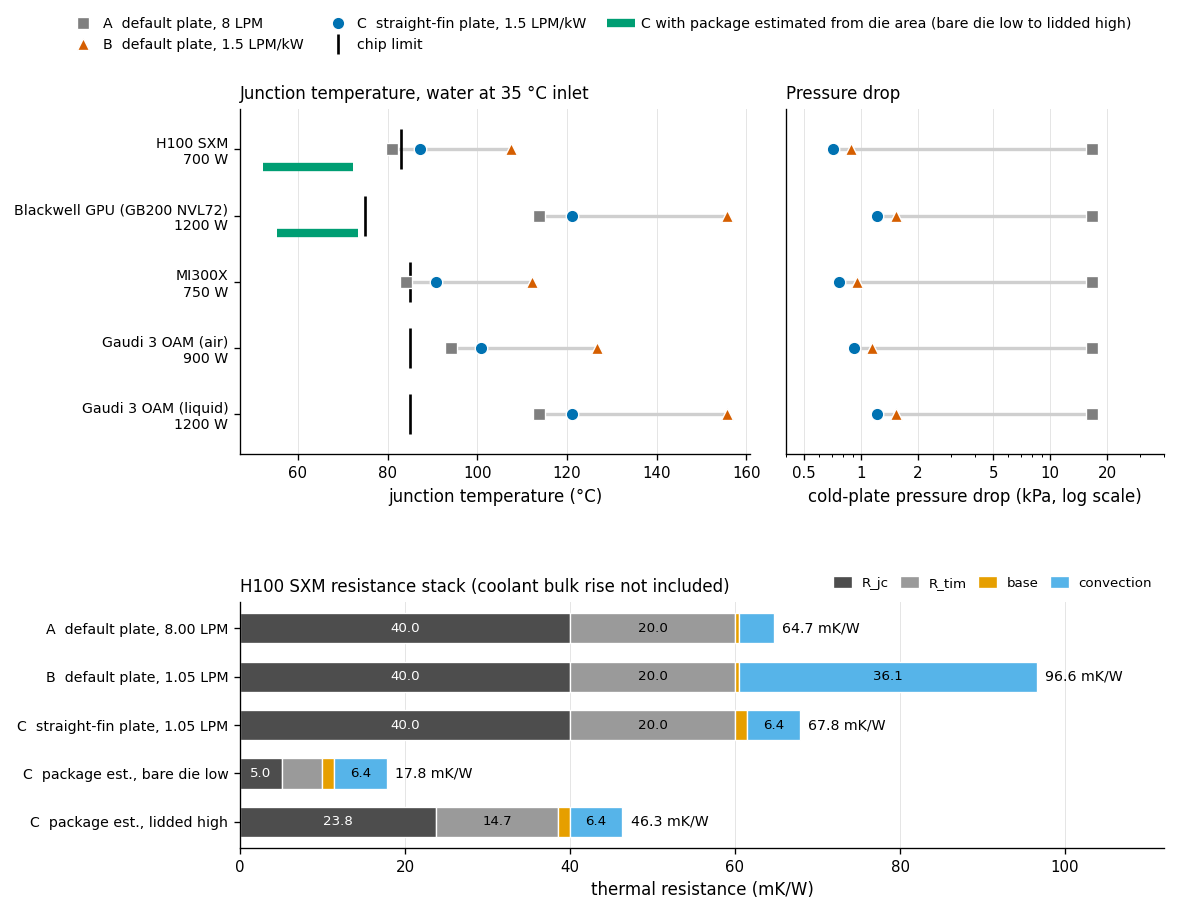 A  default plate, 8 LPM
B  default plate, 1.5 LPM/kW
C  straight-fin plate, 1.5 LPM/kW
chip limit
C with package estimated from die area (bare die low to lidded high)
Junction temperature, water at 35 °C inlet
H100 SXM
700 W
Blackwell GPU (GB200 NVL72)
1200 W
MI300X
750 W
Gaudi 3 OAM (air)
900 W
Gaudi 3 OAM (liquid)
1200 W
60 80 100 120 140 160
junction temperature (°C)
Pressure drop
0.5 1 2 5 10 20
cold-plate pressure drop (kPa, log scale)
H100 SXM resistance stack (coolant bulk rise not included)
R_jc R_tim base convection
A  default plate, 8.00 LPM 40.0 20.0 64.7 mK/W
B  default plate, 1.05 LPM 40.0 20.0 36.1 96.6 mK/W
C  straight-fin plate, 1.05 LPM 40.0 20.0 6.4 67.8 mK/W
C  package est., bare die low 5.0 6.4 17.8 mK/W
C  package est., lidded high 23.8 14.7 6.4 46.3 mK/W
0 20 40 60 80 100
thermal resistance (mK/W)